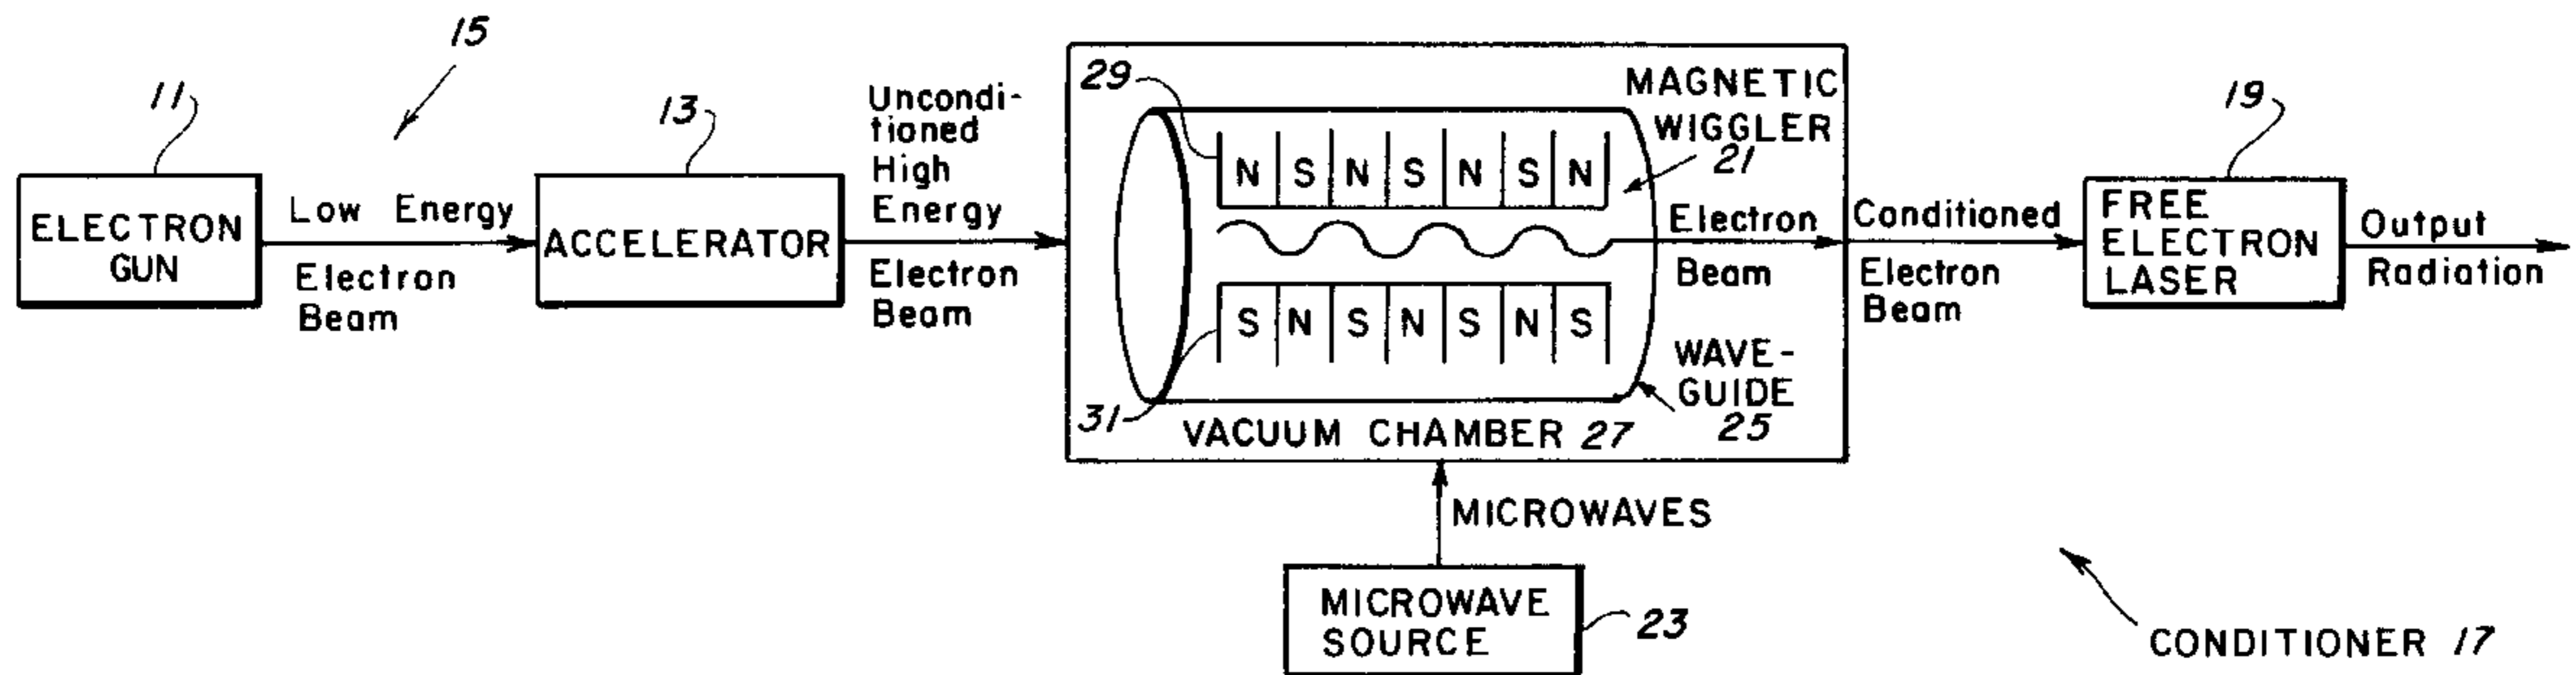 15
11
ELECTRON
GUN
Low Energy
Electron
Beam
13
ACCELERATOR
Uncondi-
tioned
High
Energy
Electron
Beam
29
MAGNETIC
WIGGLER
21
N S N S N S N
S N S N S N S
31
Electron
Beam
WAVE-
GUIDE
25
VACUUM CHAMBER 27
MICROWAVES
MICROWAVE
SOURCE
23
Conditioned
Electron
Beam
19
FREE
ELECTRON
LASER
Output
Radiation
CONDITIONER 17